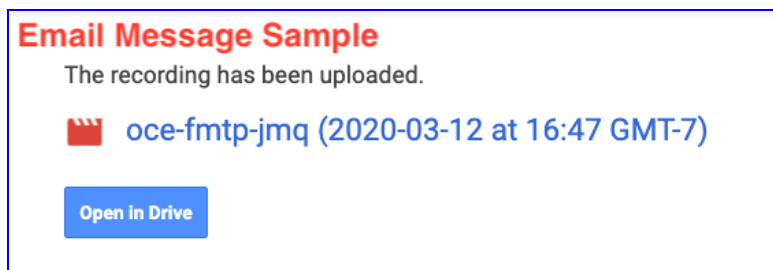 Email Message Sample
The recording has been uploaded.
oce-fmtp-jmq (2020-03-12 at 16:47 GMT-7)
Open in Drive